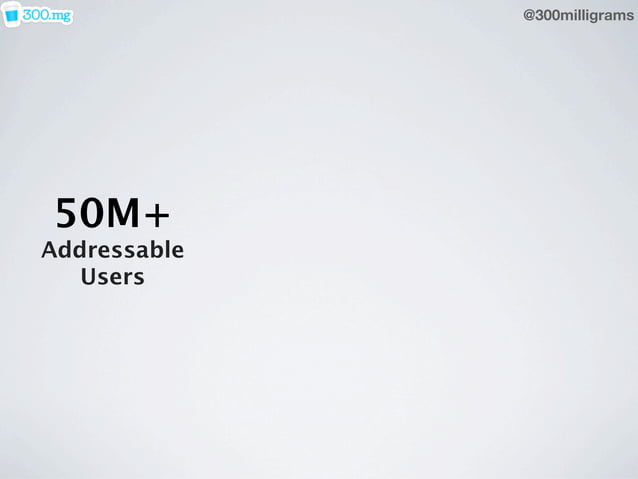 300.mg
@300milligrams
50M+
Addressable
Users